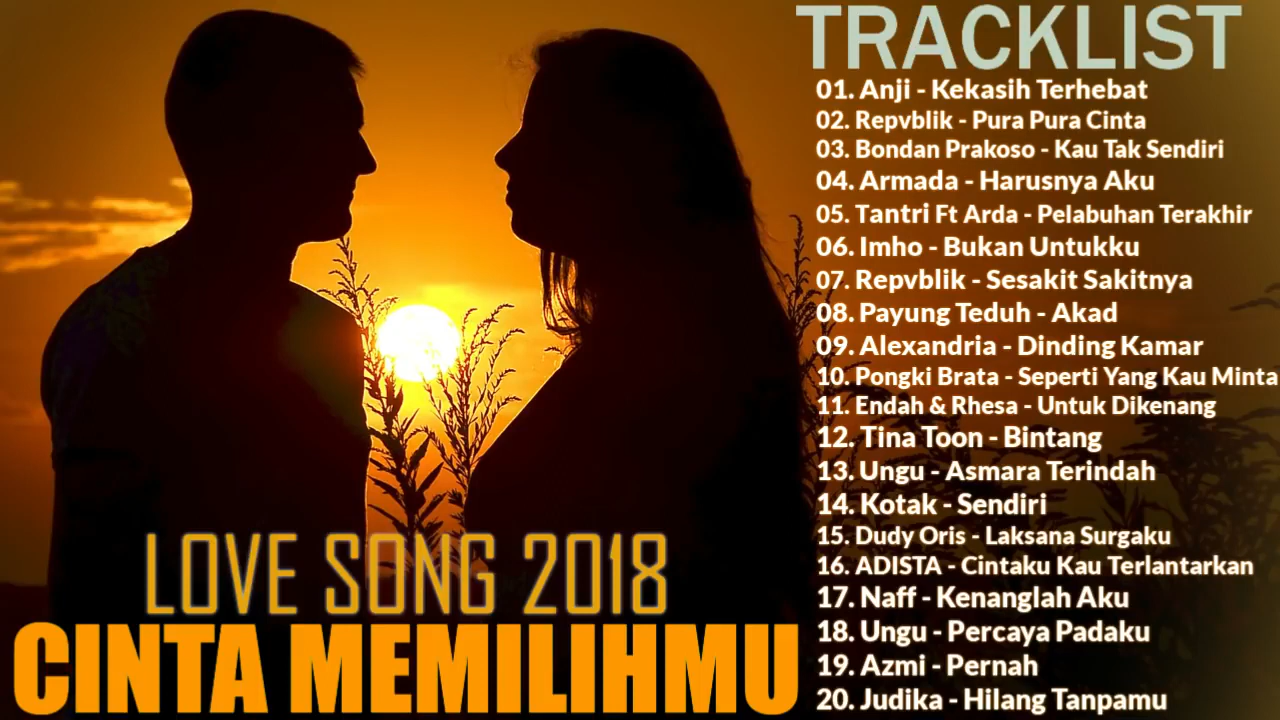 TRACKLIST
01. Anji - Kekasih Terhebat
02. Repvblik - Pura Pura Cinta
03. Bondan Prakoso - Kau Tak Sendiri
04. Armada - Harusnya Aku
05. Tantri Ft Arda - Pelabuhan Terakhir
06. Imho - Bukan Untukku
07. Repvblik - Sesakit Sakitnya
08. Payung Teduh - Akad
09. Alexandria - Dinding Kamar
10. Pongki Brata - Seperti Yang Kau Minta
11. Endah & Rhesa - Untuk Dikenang
12. Tina Toon - Bintang
13. Ungu - Asmara Terindah
14. Kotak - Sendiri
15. Dudy Oris - Laksana Surgaku
16. ADISTA - Cintaku Kau Terlantarkan
17. Naff - Kenanglah Aku
18. Ungu - Percaya Padaku
19. Azmi - Pernah
20. Judika - Hilang Tanpamu
LOVE SONG 2018
CINTA MEMILIHMU